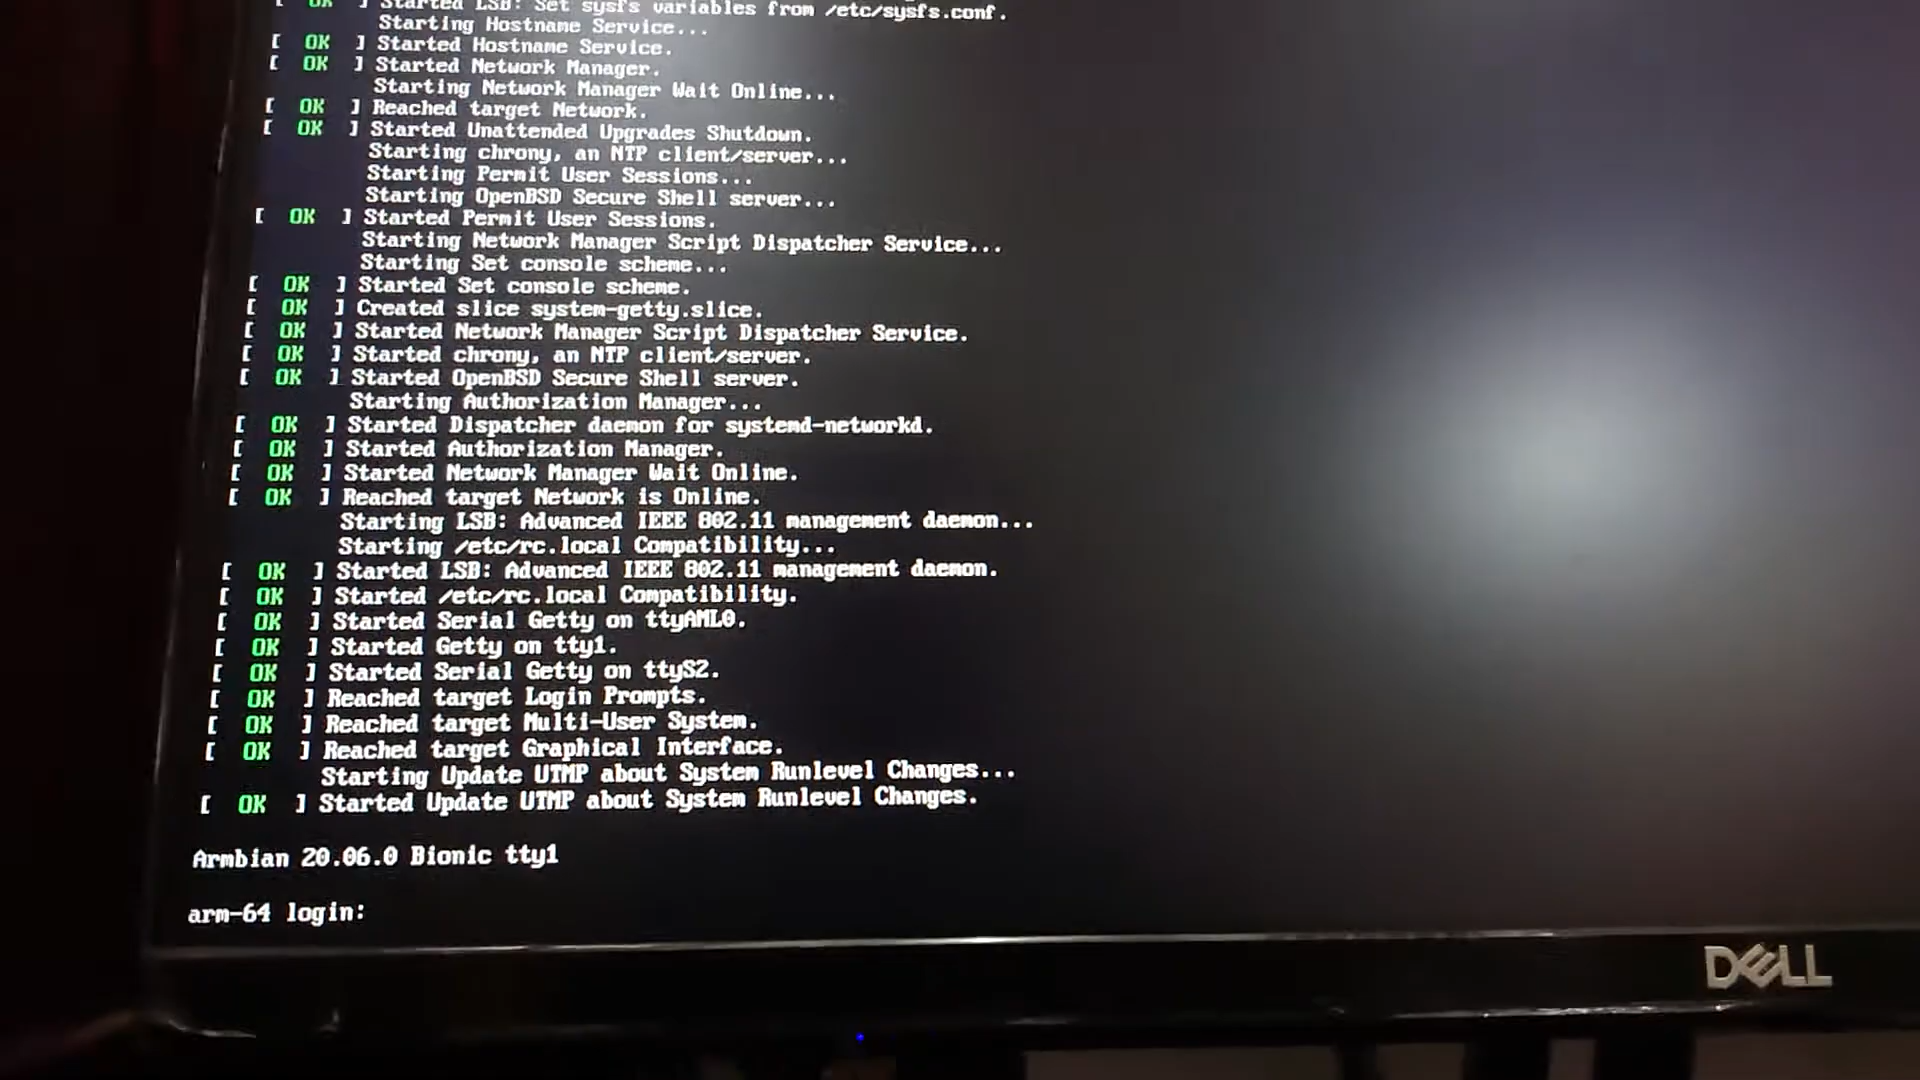 [ OK ] Started LSB: Set sysfs variables from /etc/sysfs.conf.
Starting Hostname Service...
[ OK ] Started Hostname Service.
[ OK ] Started Network Manager.
Starting Network Manager Wait Online...
[ OK ] Reached target Network.
[ OK ] Started Unattended Upgrades Shutdown.
Starting chrony, an NTP client/server...
Starting Permit User Sessions...
Starting OpenBSD Secure Shell server...
[ OK ] Started Permit User Sessions.
Starting Network Manager Script Dispatcher Service...
Starting Set console scheme...
[ OK ] Started Set console scheme.
[ OK ] Created slice system-getty.slice.
[ OK ] Started Network Manager Script Dispatcher Service.
[ OK ] Started chrony, an NTP client/server.
[ OK ] Started OpenBSD Secure Shell server.
Starting Authorization Manager...
[ OK ] Started Dispatcher daemon for systemd-networkd.
[ OK ] Started Authorization Manager.
[ OK ] Started Network Manager Wait Online.
[ OK ] Reached target Network is Online.
Starting LSB: Advanced IEEE 802.11 management daemon...
Starting /etc/rc.local Compatibility...
[ OK ] Started LSB: Advanced IEEE 802.11 management daemon.
[ OK ] Started /etc/rc.local Compatibility.
[ OK ] Started Serial Getty on ttyAML0.
[ OK ] Started Getty on tty1.
[ OK ] Started Serial Getty on ttyS2.
[ OK ] Reached target Login Prompts.
[ OK ] Reached target Multi-User System.
[ OK ] Reached target Graphical Interface.
Starting Update UTMP about System Runlevel Changes...
[ OK ] Started Update UTMP about System Runlevel Changes.
Armbian 20.06.0 Bionic tty1
arm-64 login:
DELL